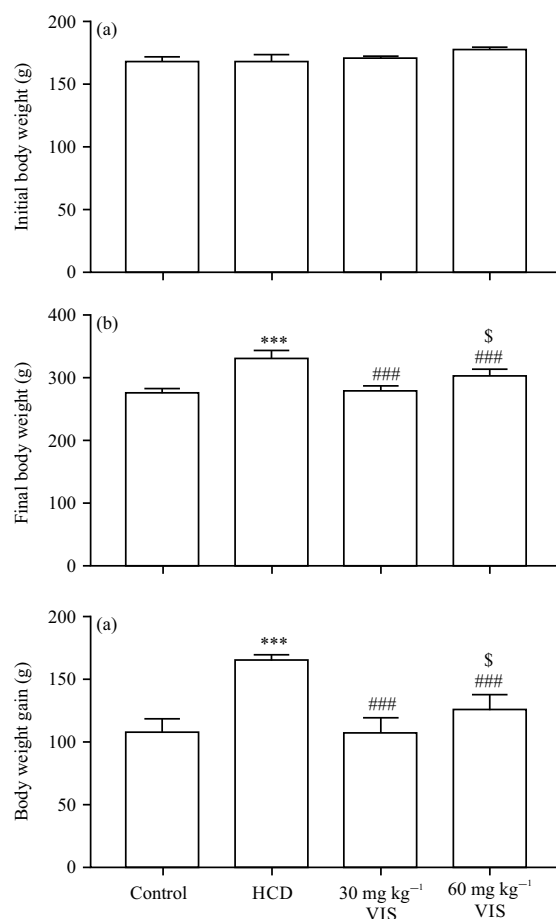 (a)
Initial body weight (g)
200
150
100
50
0
(b)
Final body weight (g)
400
300
200
100
0
***
###
$
###
(a)
Body weight gain (g)
200
150
100
50
0
***
###
$
###
Control
HCD
30 mg kg⁻¹
VIS
60 mg kg⁻¹
VIS